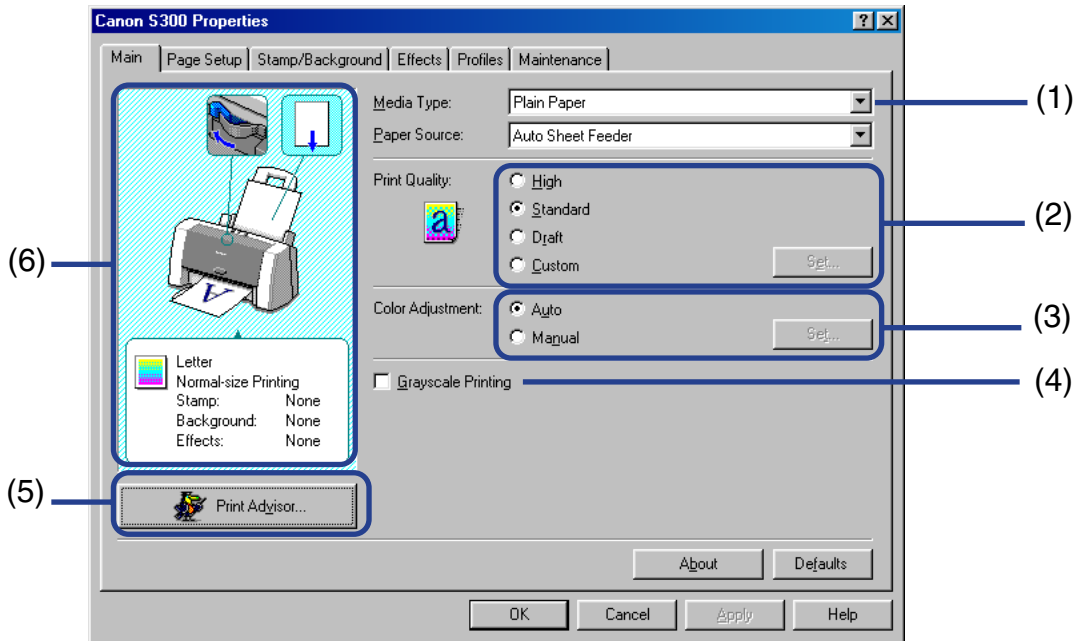 Canon S300 Properties
Main Page Setup Stamp/Background Effects Profiles Maintenance
Media Type: Plain Paper (1)
Paper Source: Auto Sheet Feeder
Print Quality: High
Standard (2)
Draft
Custom Set...
(6)
Color Adjustment: Auto (3)
Manual Set...
Grayscale Printing (4)
a
A
Letter
Normal-size Printing
Stamp: None
Background: None
Effects: None
(5) Print Advisor...
About Defaults
OK Cancel Apply Help